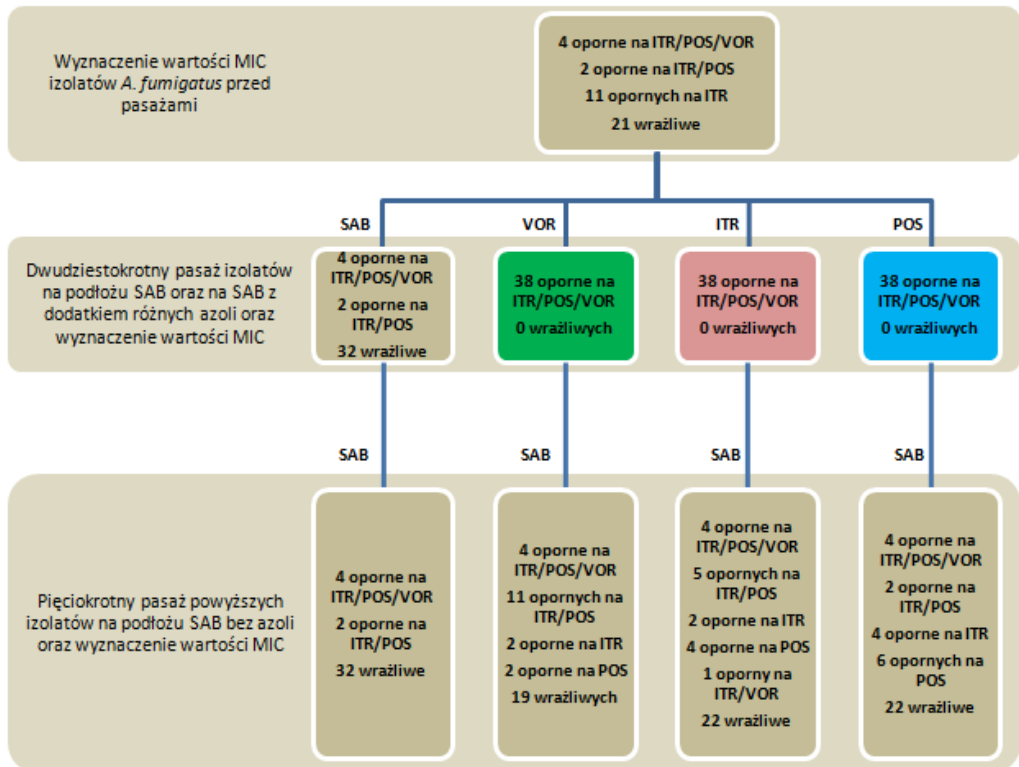 Wyznaczenie wartości MIC
izolatów A. fumigatus przed
pasażami
4 oporne na ITR/POS/VOR
2 oporne na ITR/POS
11 opornych na ITR
21 wrażliwe
SAB
VOR
ITR
POS
Dwudziestokrotny pasaż izolatów
na podłożu SAB oraz na SAB z
dodatkiem różnych azoli oraz
wyznaczenie wartości MIC
4 oporne na
ITR/POS/VOR
2 oporne na
ITR/POS
32 wrażliwe
38 oporne na
ITR/POS/VOR
0 wrażliwych
38 oporne na
ITR/POS/VOR
0 wrażliwych
38 oporne na
ITR/POS/VOR
0 wrażliwych
SAB
SAB
SAB
SAB
Pięciokrotny pasaż powyższych
izolatów na podłożu SAB bez azoli
oraz wyznaczenie wartości MIC
4 oporne na
ITR/POS/VOR
2 oporne na
ITR/POS
32 wrażliwe
4 oporne na
ITR/POS/VOR
11 opornych na
ITR/POS
2 oporne na ITR
2 oporne na POS
19 wrażliwych
4 oporne na
ITR/POS/VOR
5 opornych na
ITR/POS
2 oporne na ITR
4 oporne na POS
1 oporny na
ITR/VOR
22 wrażliwe
4 oporne na
ITR/POS/VOR
2 oporne na
ITR/POS
4 oporne na ITR
6 opornych na
POS
22 wrażliwe